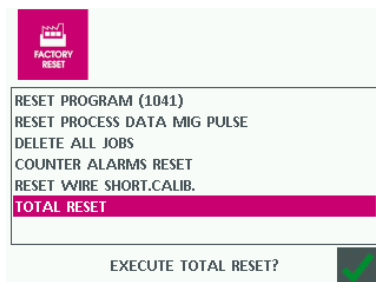 FACTORY
RESET
RESET PROGRAM (1041)
RESET PROCESS DATA MIG PULSE
DELETE ALL JOBS
COUNTER ALARMS RESET
RESET WIRE SHORT.CALIB.
TOTAL RESET
EXECUTE TOTAL RESET?